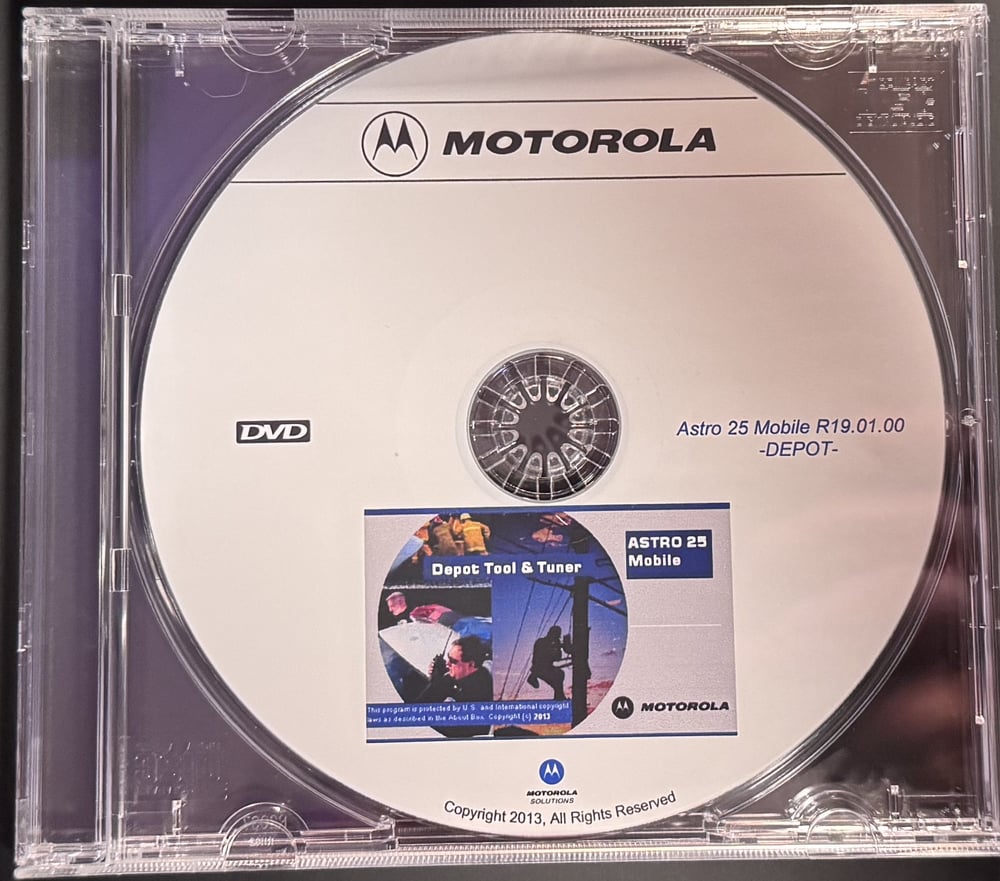 MOTOROLA
DVD
Astro 25 Mobile R19.01.00
-DEPOT-
ASTRO 25
Mobile
Depot Tool & Tuner
This program is protected by U.S. and International copyright
laws as described in the About Box. Copyright (c) 2013
MOTOROLA
MOTOROLA
SOLUTIONS
Copyright 2013, All Rights Reserved